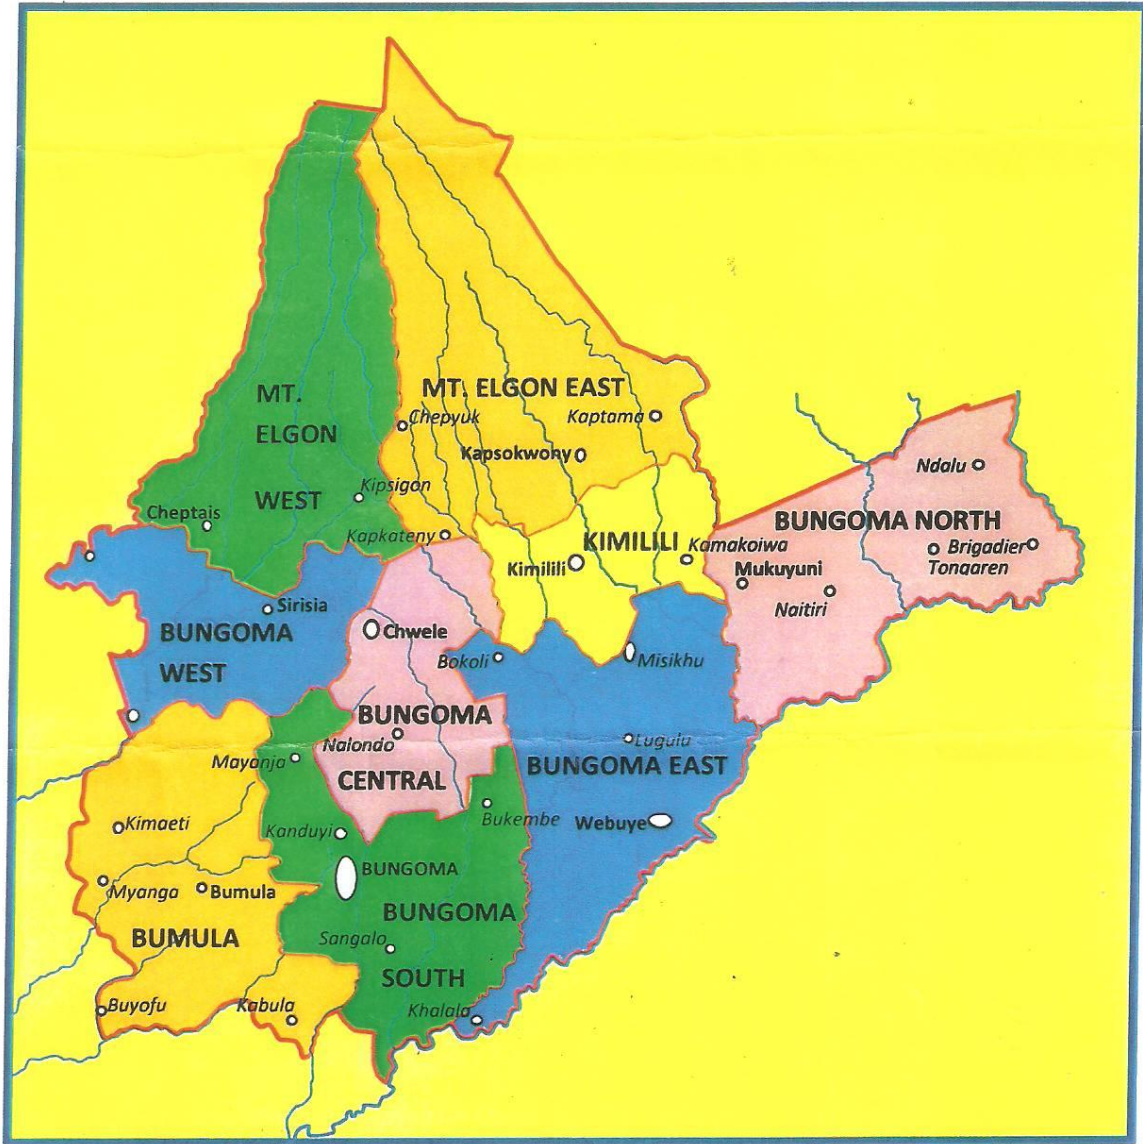 MT. ELGON EAST
MT.
ELGON
WEST
Chepyuk
Kaptama
Kapsokwony
Kipsigon
Cheptais
Kapkateny
Ndalu
BUNGOMA NORTH
KIMILILI
Kamakoiwa
Brigadier
Tongaren
Kimilili
Mukuyuni
Naitiri
Sirisia
BUNGOMA
WEST
Chwele
Bokoli
Misikhu
BUNGOMA
Nalondo
CENTRAL
Lugulu
BUNGOMA EAST
Mayanja
Kimaeti
Kanduyi
Bukembe
Webuye
BUNGOMA
Myanga
Bumula
BUNGOMA
BUMULA
Sangalo
SOUTH
Buyofu
Kabula
Khalala